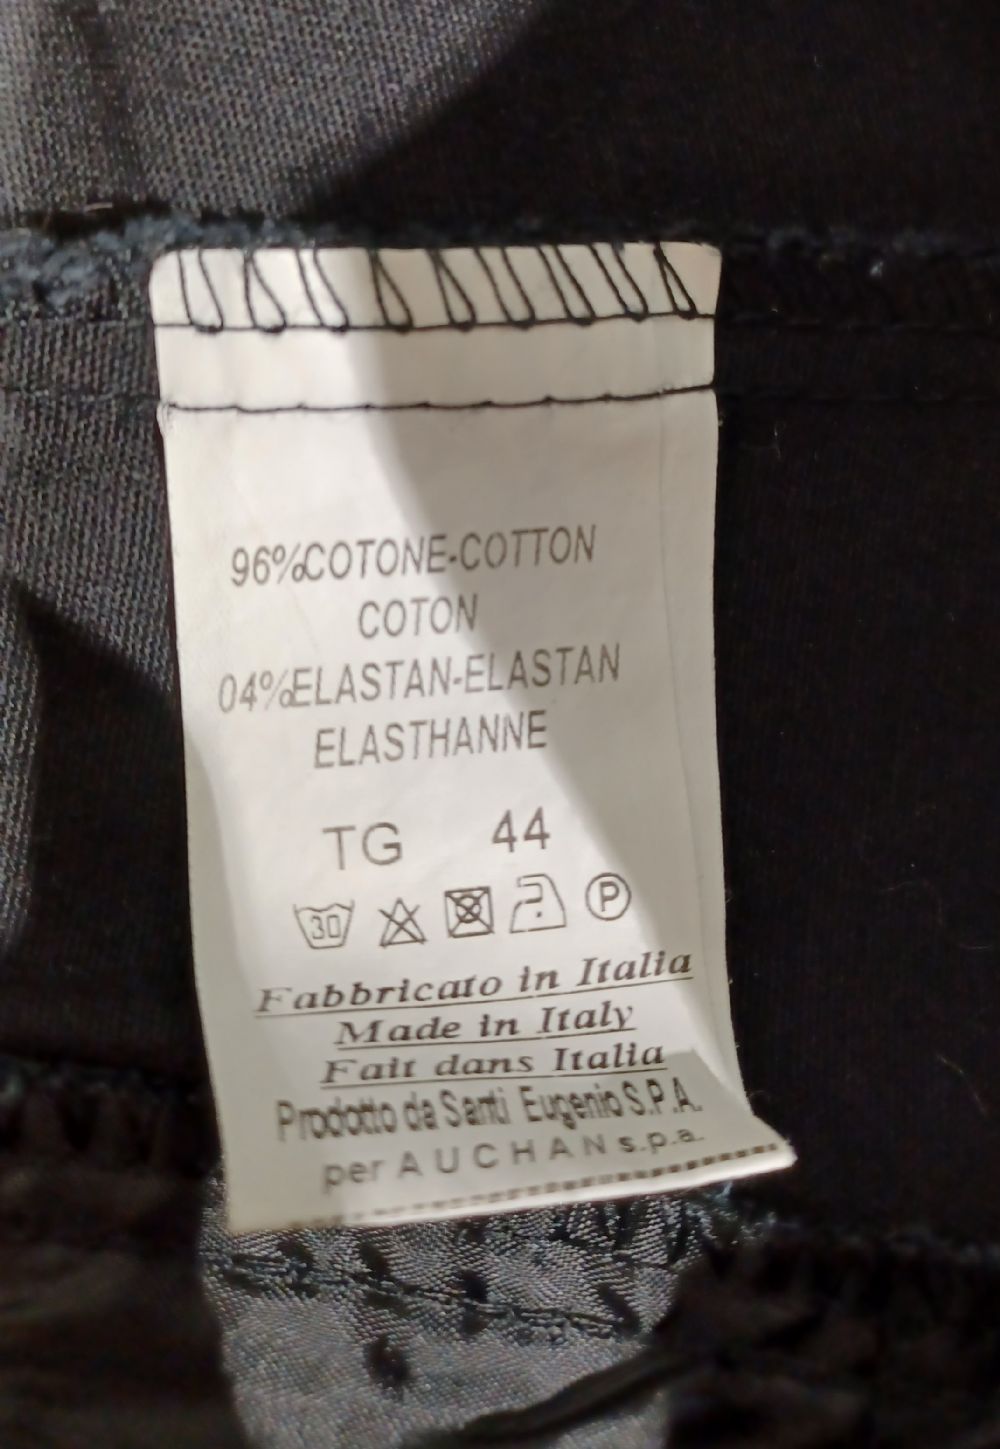 96%COTONE-COTTON
COTON
04%ELASTAN-ELASTAN
ELASTHANNE
TG 44
30 P
Fabbricato in Italia
Made in Italy
Fait dans Italia
Prodotto da Santi Eugenio S.P.A.
per AUCHAN s.p.a.